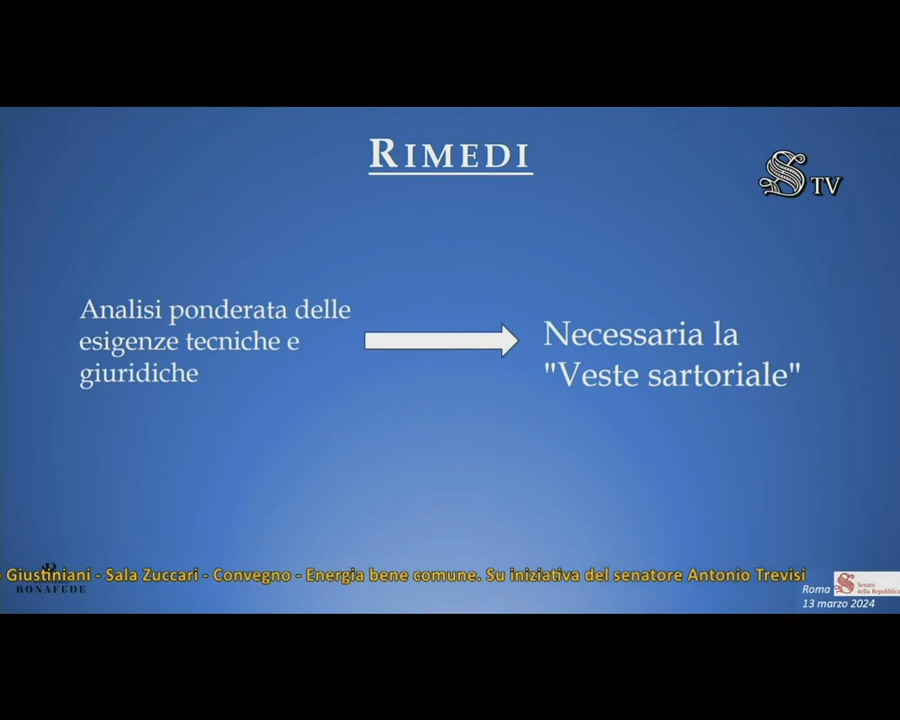 RIMEDI
S TV
Analisi ponderata delle
esigenze tecniche e
giuridiche
Necessaria la
"Veste sartoriale"
Giustiniani - Sala Zuccari - Convegno - Energia bene comune. Su iniziativa del senatore Antonio Trevisi
BONAFEDE
Roma
Senato
della Repubblica
13 marzo 2024